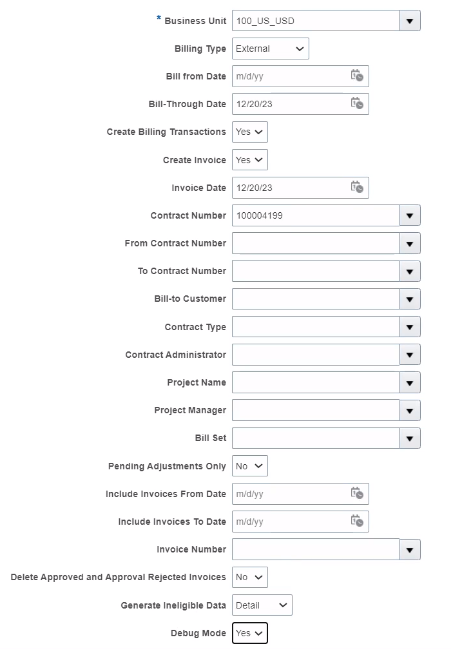 * Business Unit 100_US_USD
Billing Type External
Bill from Date m/d/yy
Bill-Through Date 12/20/23
Create Billing Transactions Yes
Create Invoice Yes
Invoice Date 12/20/23
Contract Number 100004199
From Contract Number
To Contract Number
Bill-to Customer
Contract Type
Contract Administrator
Project Name
Project Manager
Bill Set
Pending Adjustments Only No
Include Invoices From Date m/d/yy
Include Invoices To Date m/d/yy
Invoice Number
Delete Approved and Approval Rejected Invoices No
Generate Ineligible Data Detail
Debug Mode Yes